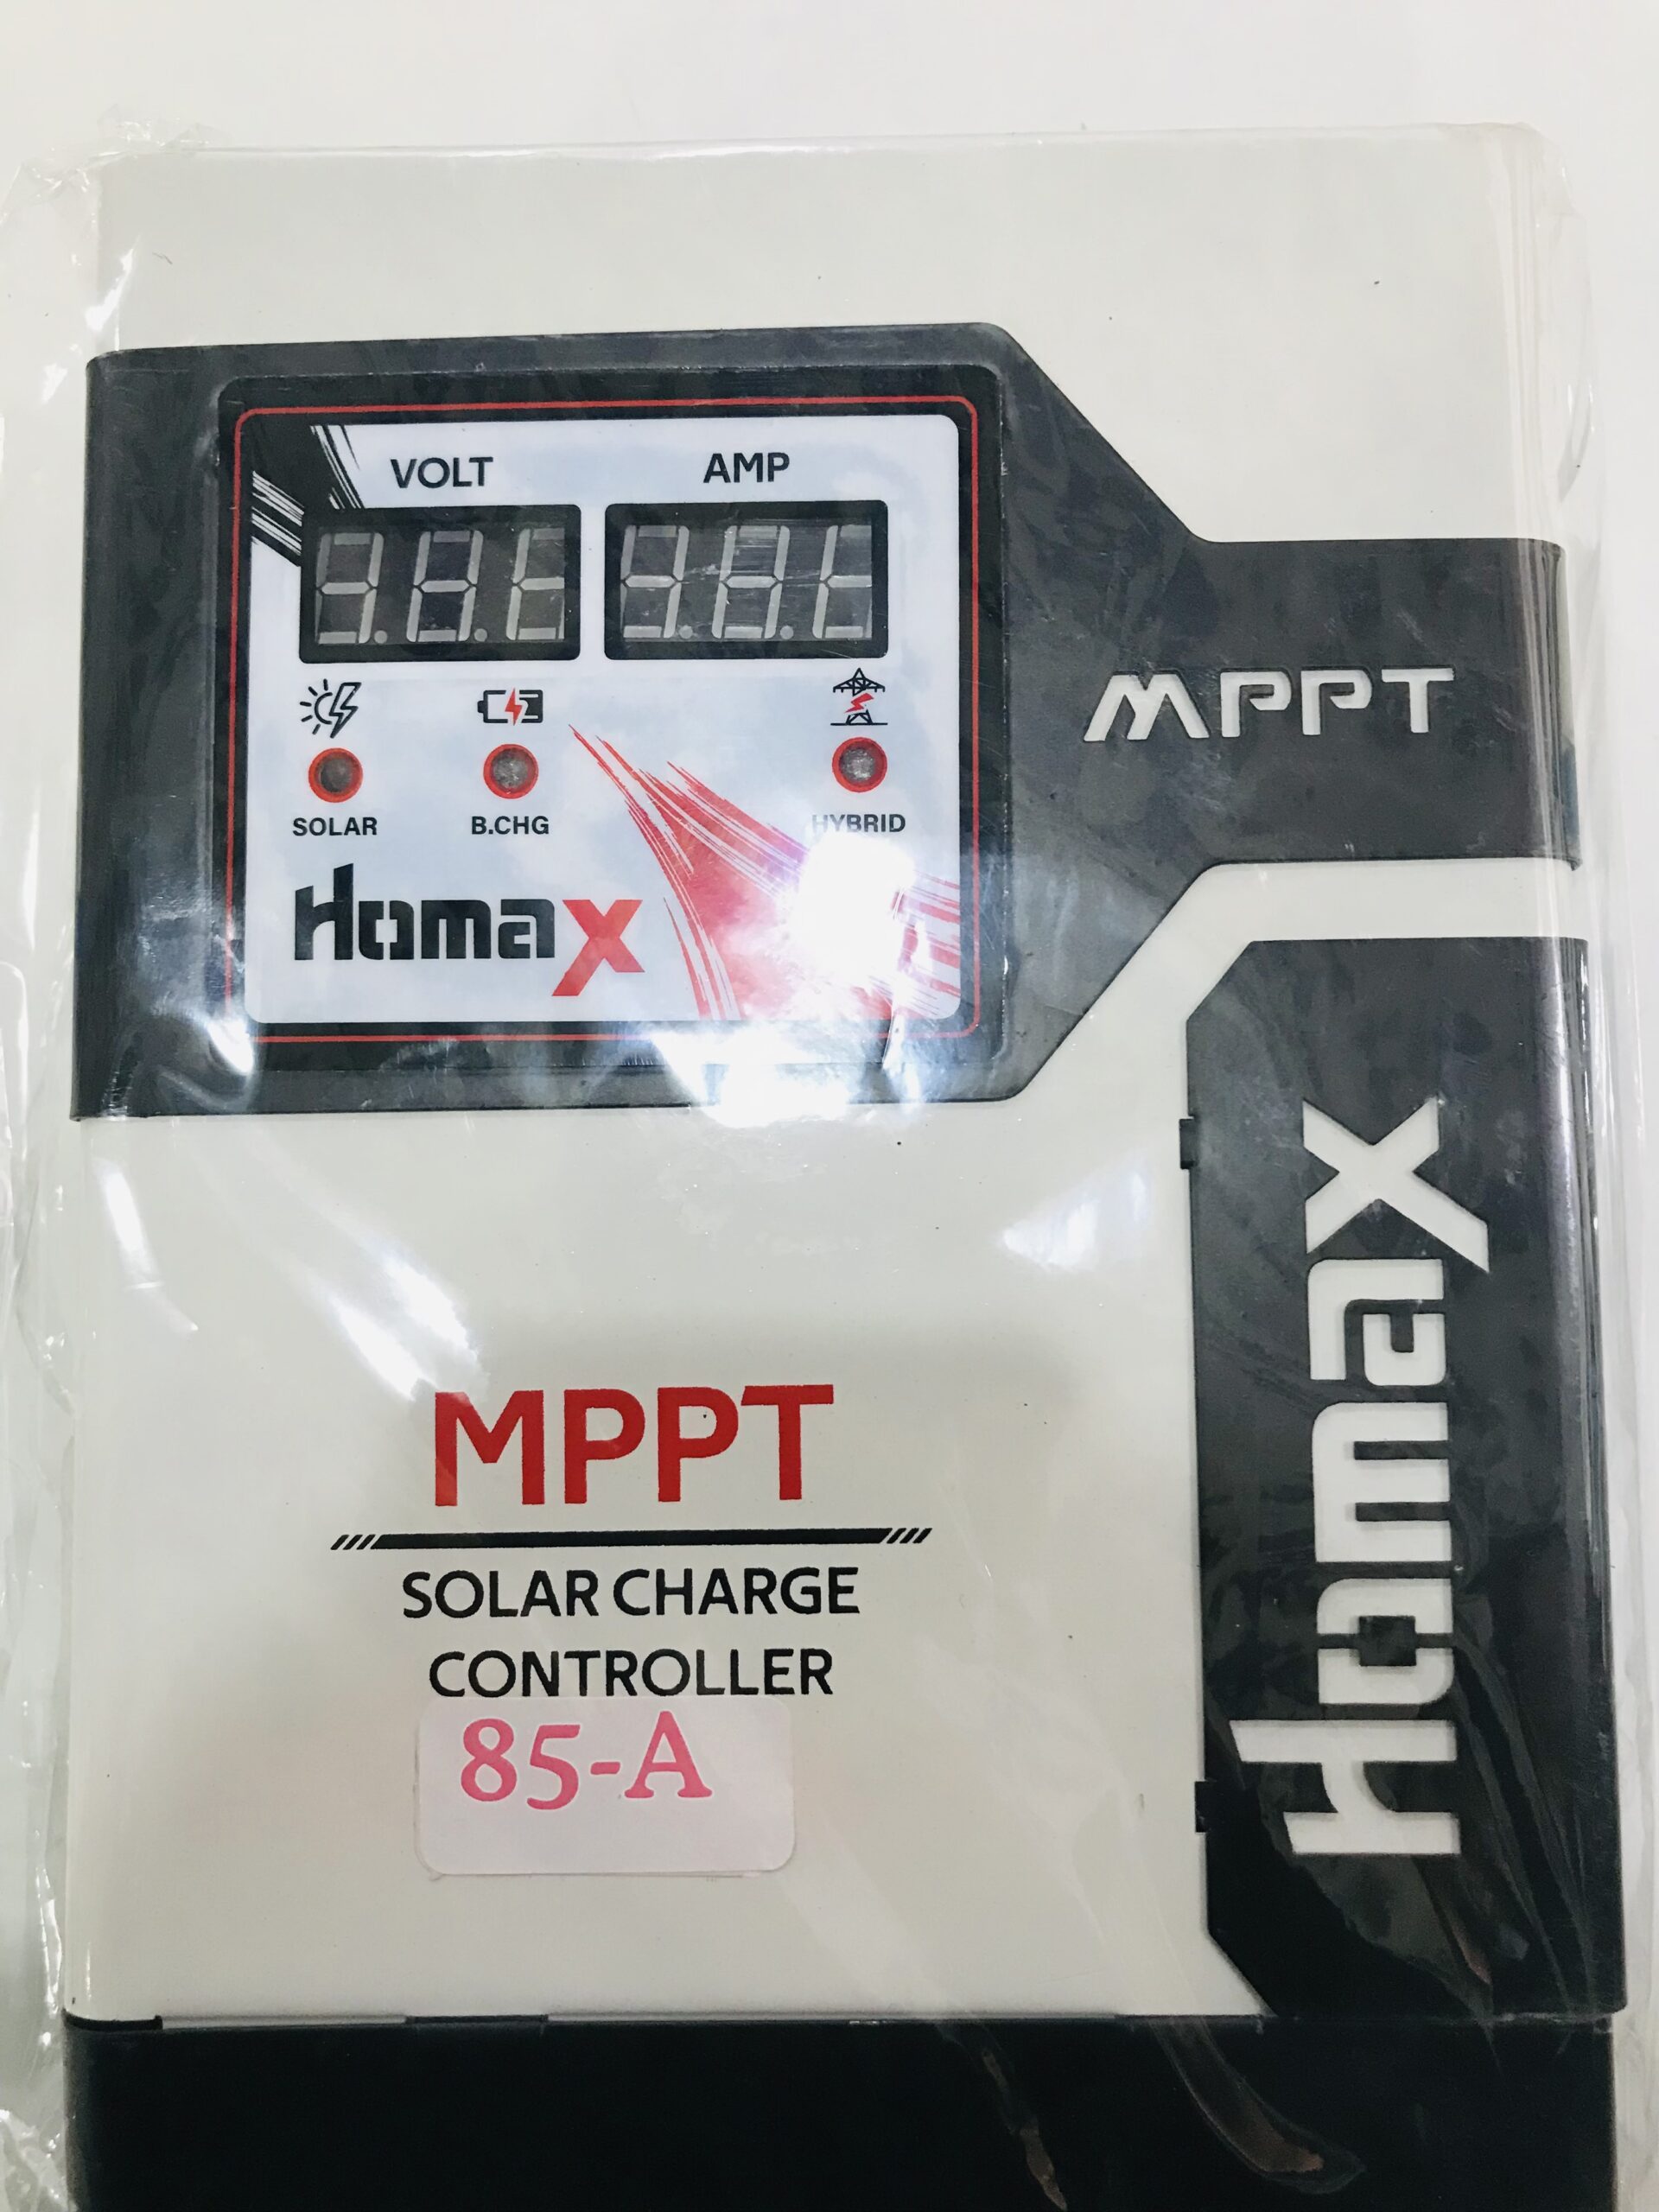 VOLT AMP
SOLAR B.CHG HYBRID
Homax
MPPT
Homax
MPPT
SOLAR CHARGE
CONTROLLER
85-A